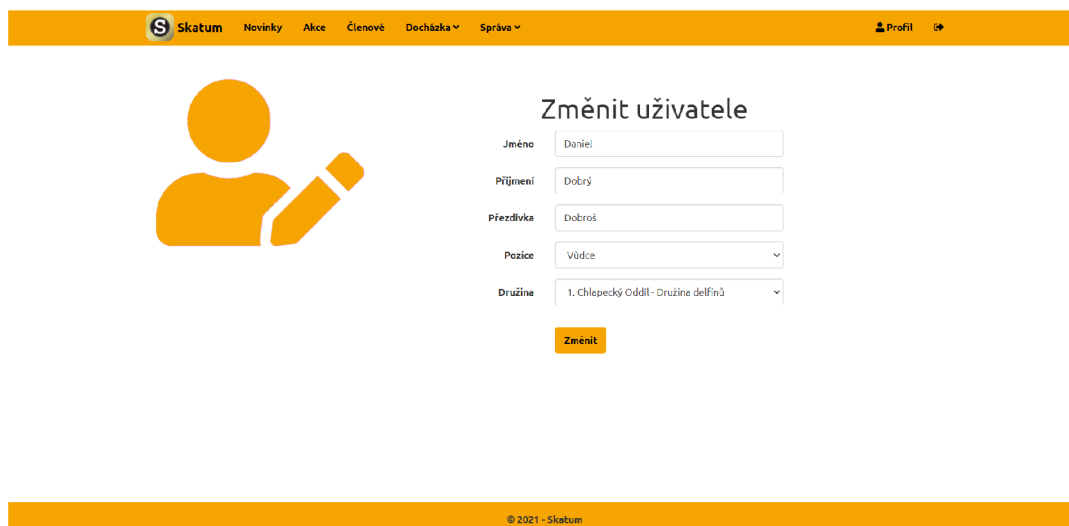 S Skatum Novinky Akce Členové Docházka Správa Profil
Změnit uživatele
Jméno Daniel
Příjmení Dobrý
Přezdívka Dobroš
Pozice Vůdce
Družina 1. Chlapecký Oddíl - Družina delfínů
Změnit
© 2021 - Skatum